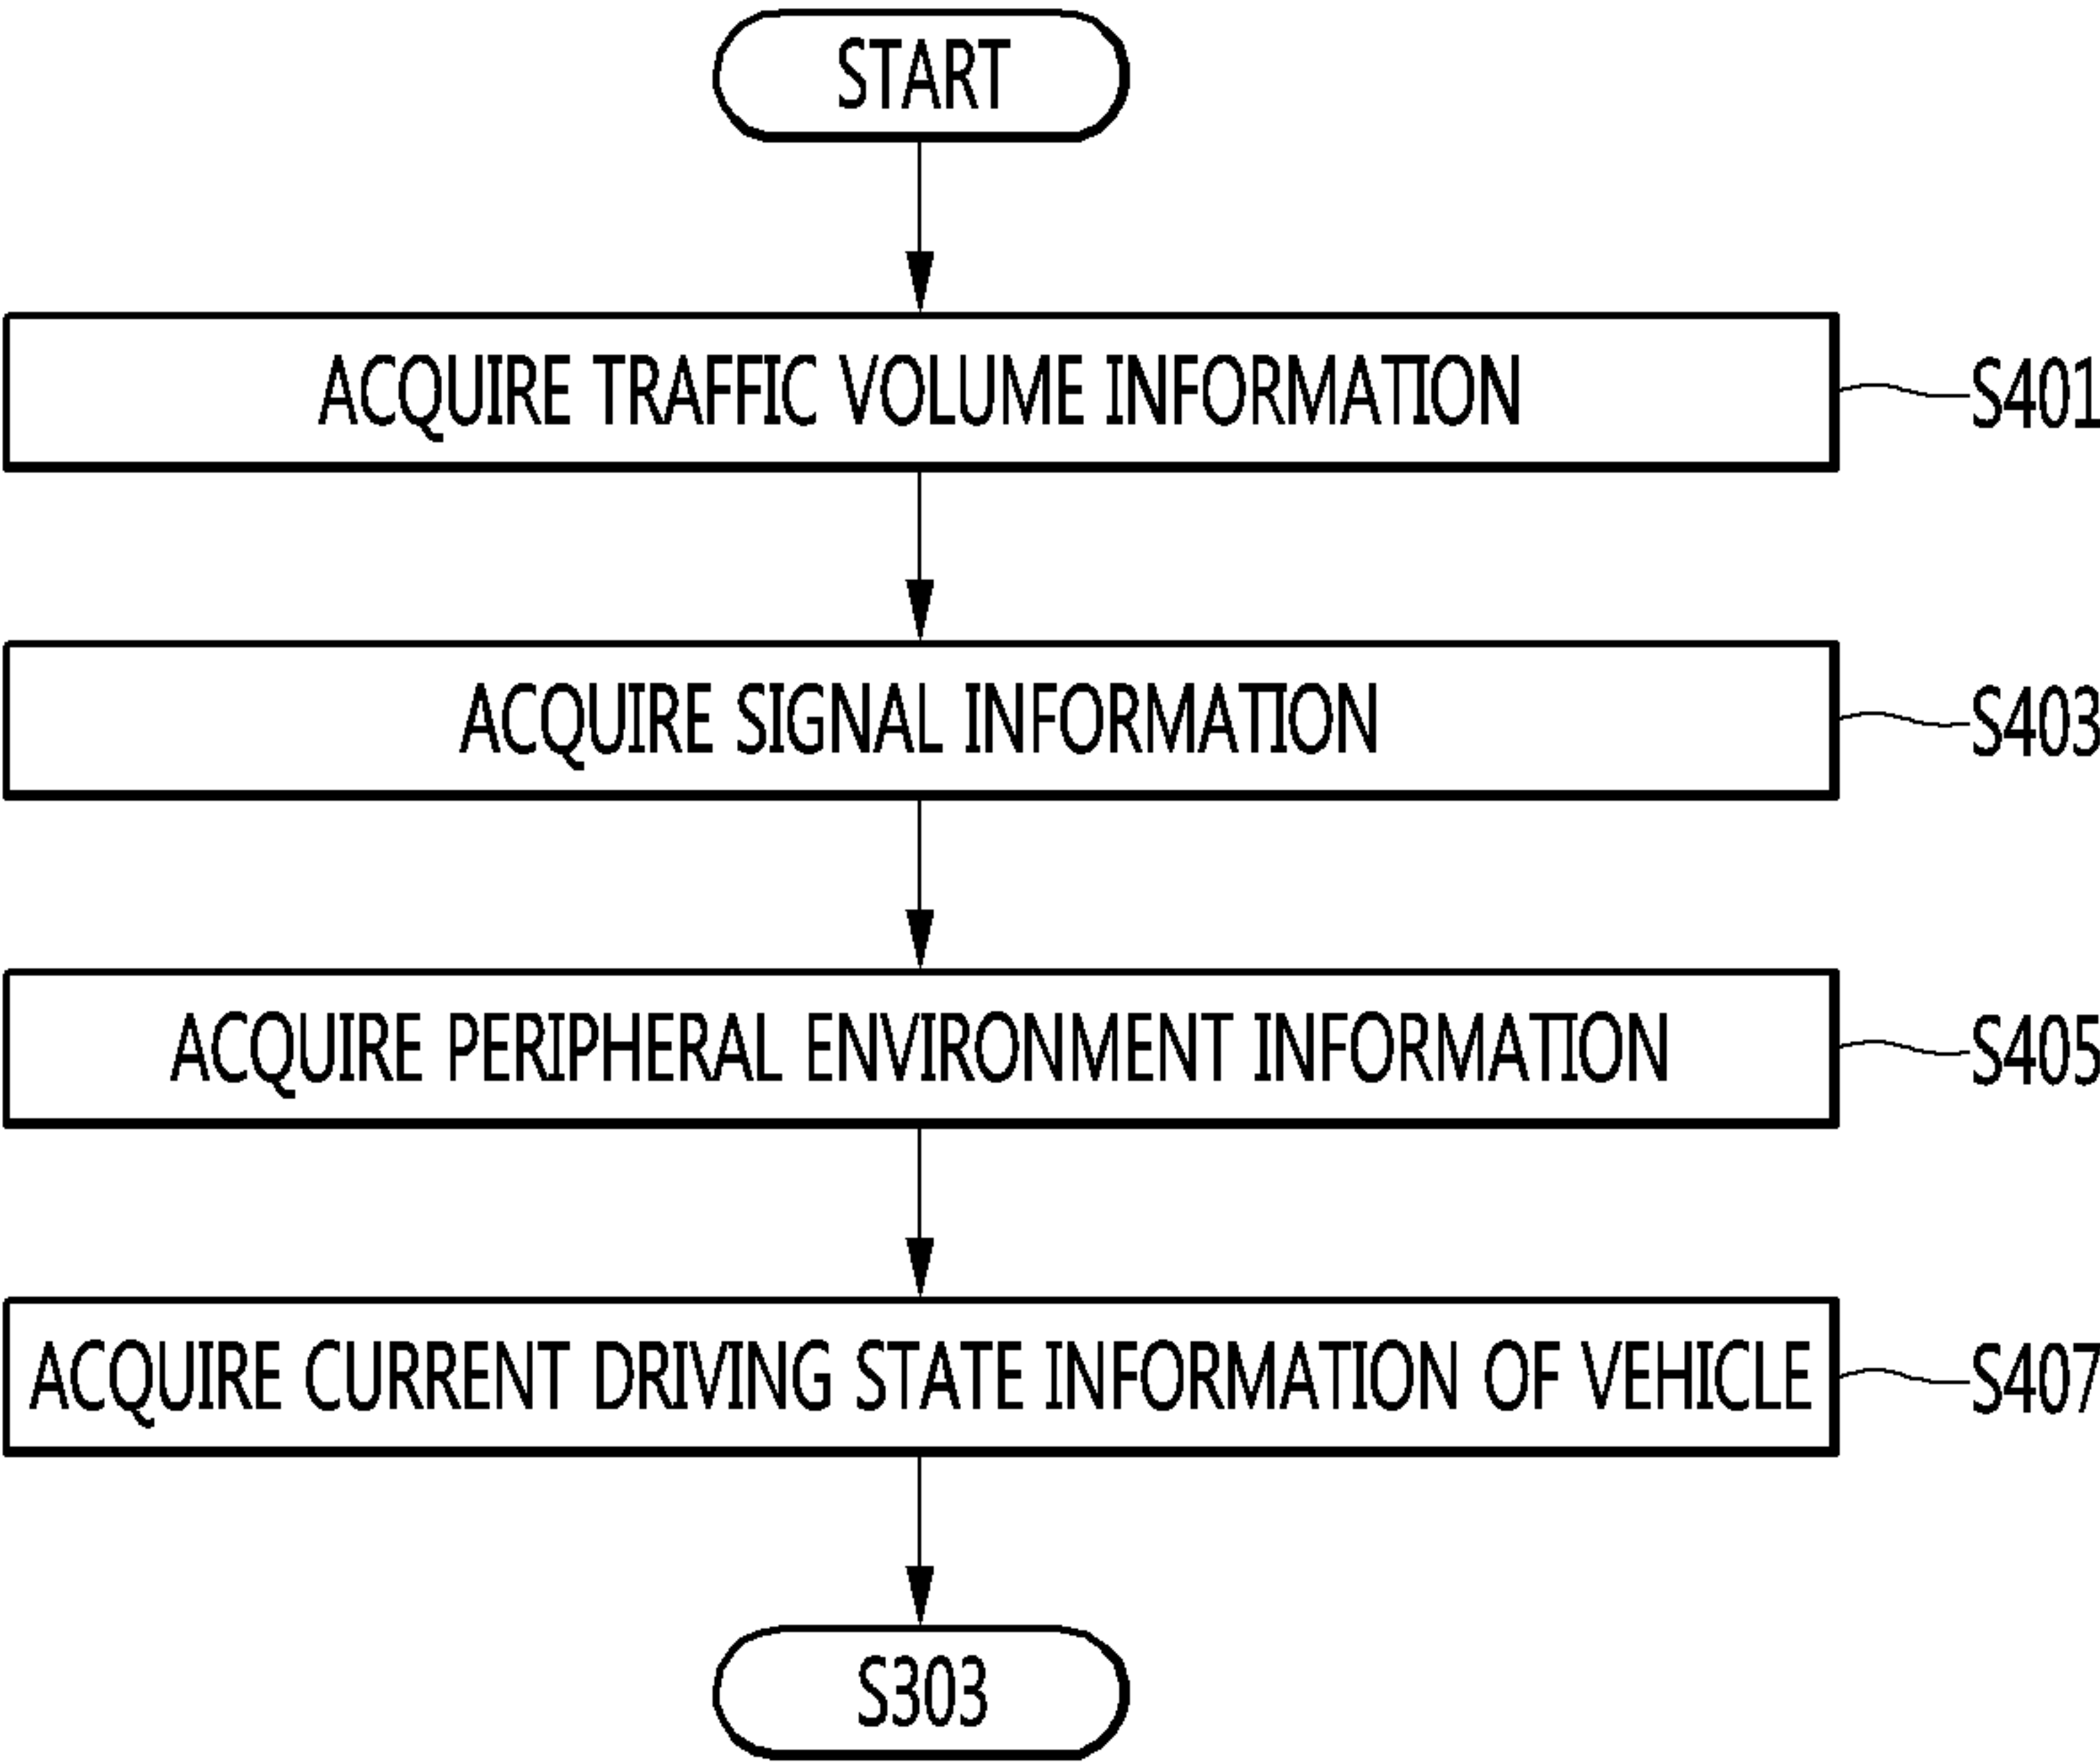 START
ACQUIRE TRAFFIC VOLUME INFORMATION
S401
ACQUIRE SIGNAL INFORMATION
S403
ACQUIRE PERIPHERAL ENVIRONMENT INFORMATION
S405
ACQUIRE CURRENT DRIVING STATE INFORMATION OF VEHICLE
S407
S303